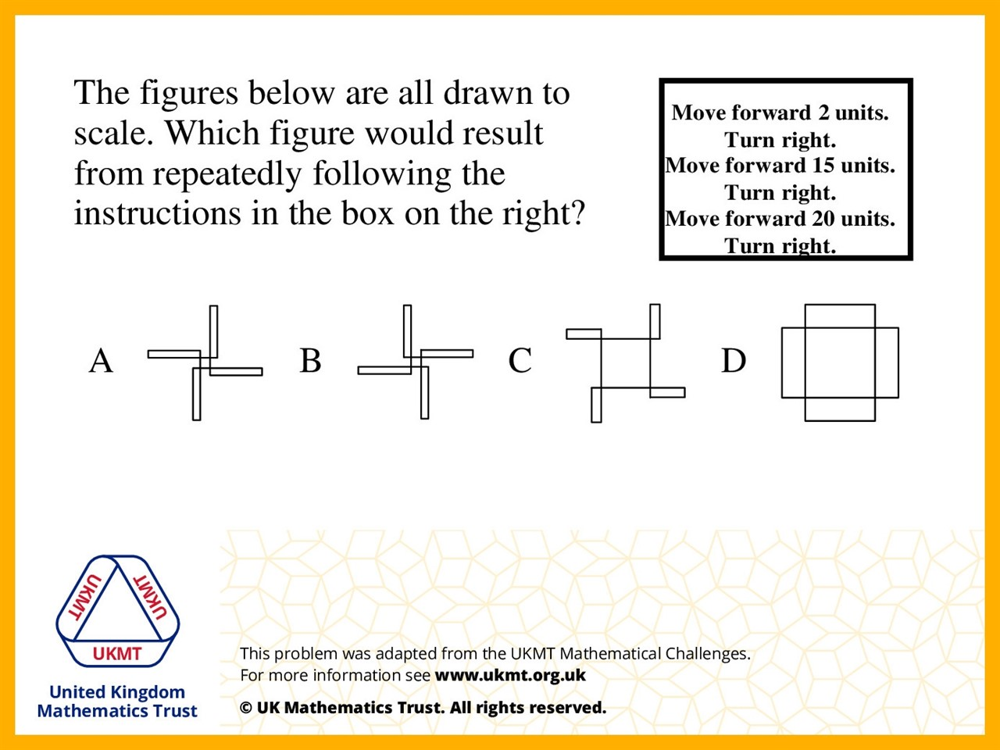 The figures below are all drawn to
scale. Which figure would result
from repeatedly following the
instructions in the box on the right?
Move forward 2 units.
Turn right.
Move forward 15 units.
Turn right.
Move forward 20 units.
Turn right.
A
B
C
D
UKMT
UKMT
UKMT
United Kingdom
Mathematics Trust
This problem was adapted from the UKMT Mathematical Challenges.
For more information see www.ukmt.org.uk
© UK Mathematics Trust. All rights reserved.